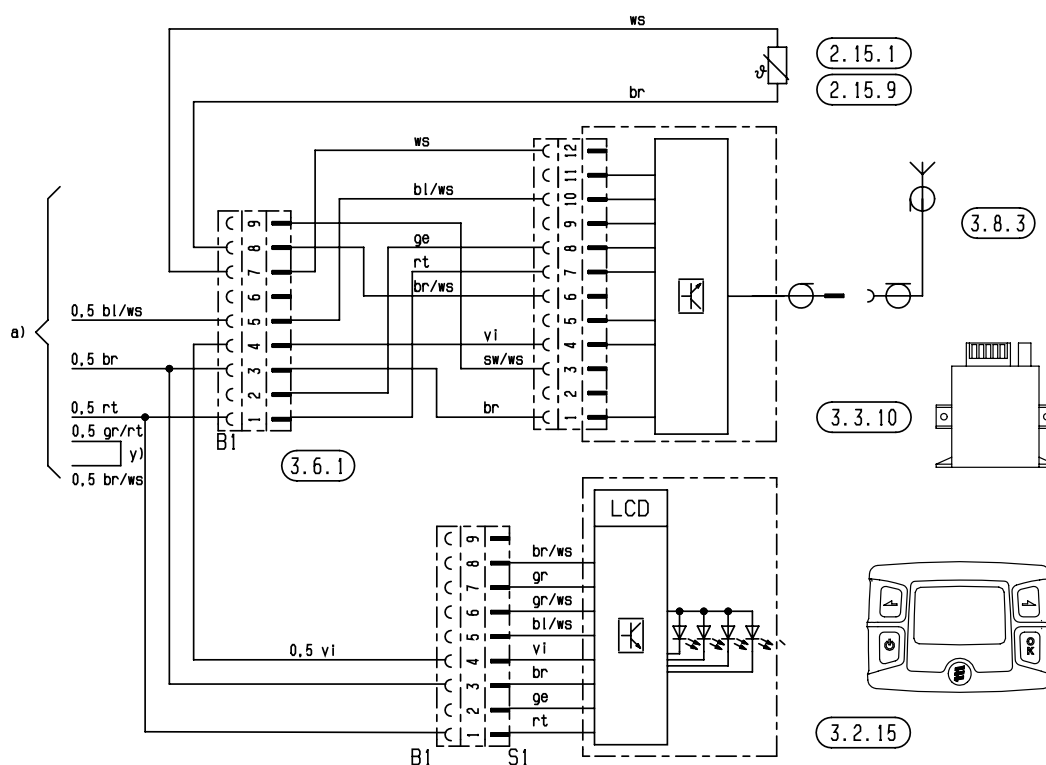 ws
2.15.1
ϑ
2.15.9
br
ws
12
11
bl/ws
10
9
3.8.3
9
ge
8
8
rt
7
7
br/ws
6
6
0,5 bl/ws
5
5
a)
vi
4
4
0,5 br
sw/ws
3
3
2
2
0,5 rt
br
1
1
3.3.10
0,5 gr/rt
B1
y)
3.6.1
0,5 br/ws
LCD
9
br/ws
8
gr
7
gr/ws
6
bl/ws
5
0,5 vi
vi
4
OK
br
3
ge
2
rt
1
3.2.15
B1
S1